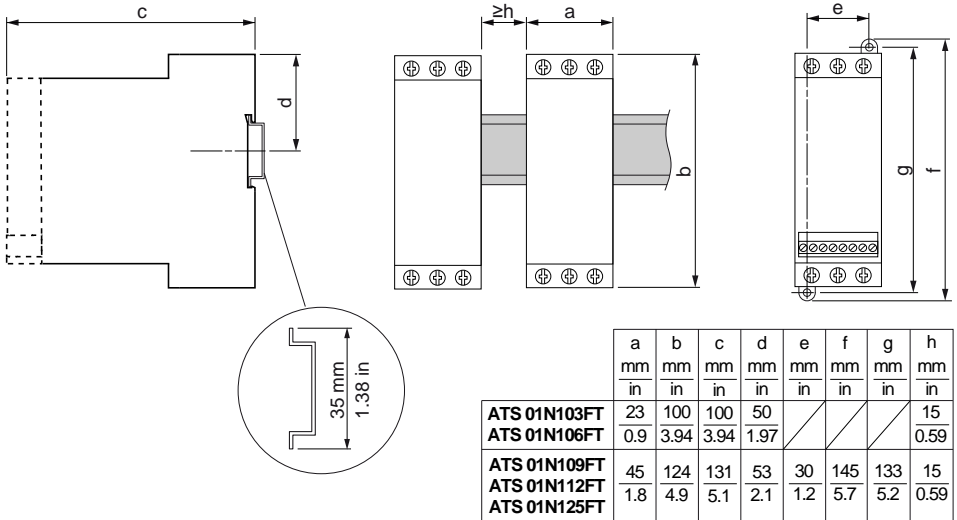 c
≥h
a
e
d
b
g
f
35 mm
1.38 in
a b c d e f g h
mm mm mm mm mm mm mm mm
in in in in in in in in
ATS 01N103FT
ATS 01N106FT
23 100 100 50 15
0.9 3.94 3.94 1.97 0.59
ATS 01N109FT
ATS 01N112FT
ATS 01N125FT
45 124 131 53 30 145 133 15
1.8 4.9 5.1 2.1 1.2 5.7 5.2 0.59